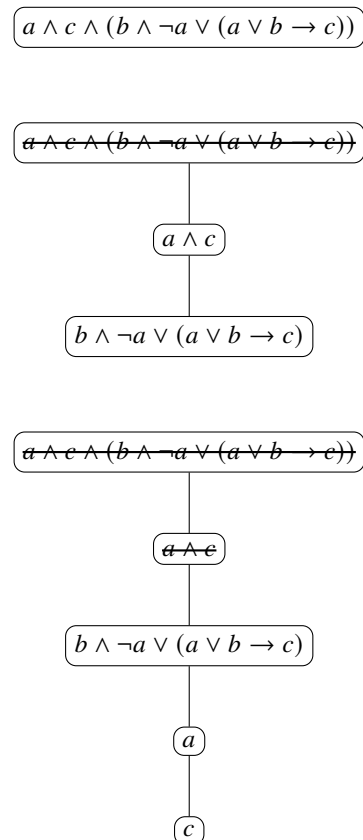 a ∧ c ∧ (b ∧ ¬a ∨ (a ∨ b → c))
a ∧ c ∧ (b ∧ ¬a ∨ (a ∨ b → c))
a ∧ c
b ∧ ¬a ∨ (a ∨ b → c)
a ∧ c ∧ (b ∧ ¬a ∨ (a ∨ b → c))
a ∧ c
b ∧ ¬a ∨ (a ∨ b → c)
a
c